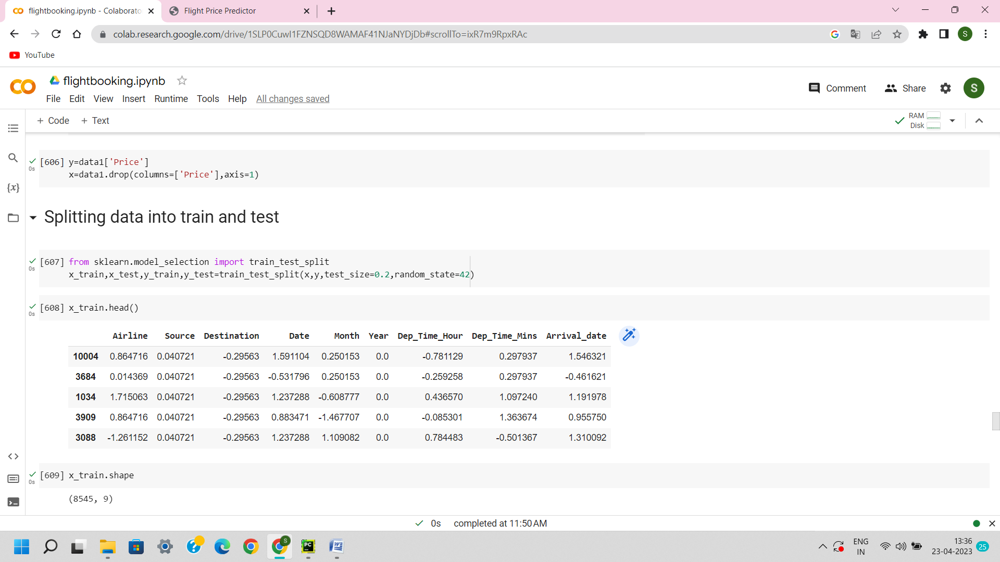 flightbooking.ipynb - Colaborato
Flight Price Predictor
colab.research.google.com/drive/1SLP0CuwI1FZNSQD8WAMAF41NJaNYDjDb#scrollTo=ixR7m9RpxRAc
S
YouTube
flightbooking.ipynb
File Edit View Insert Runtime Tools Help All changes saved
Comment Share S
+ Code + Text
RAM
Disk
{x}
[606] y=data1['Price']
x=data1.drop(columns=['Price'],axis=1)
0s
Splitting data into train and test
[607] from sklearn.model_selection import train_test_split
x_train,x_test,y_train,y_test=train_test_split(x,y,test_size=0.2,random_state=42)
0s
[608] x_train.head()
0s
Airline Source Destination Date Month Year Dep_Time_Hour Dep_Time_Mins Arrival_date
10004 0.864716 0.040721 -0.29563 1.591104 0.250153 0.0 -0.781129 0.297937 1.546321
3684 0.014369 0.040721 -0.29563 -0.531796 0.250153 0.0 -0.259258 0.297937 -0.461621
1034 1.715063 0.040721 -0.29563 1.237288 -0.608777 0.0 0.436570 1.097240 1.191978
3909 0.864716 0.040721 -0.29563 0.883471 -1.467707 0.0 -0.085301 1.363674 0.955750
3088 -1.261152 0.040721 -0.29563 1.237288 1.109082 0.0 0.784483 -0.501367 1.310092
[609] x_train.shape
0s
(8545, 9)
0s completed at 11:50 AM
S
PC
ENG
IN
13:36
23-04-2023
25